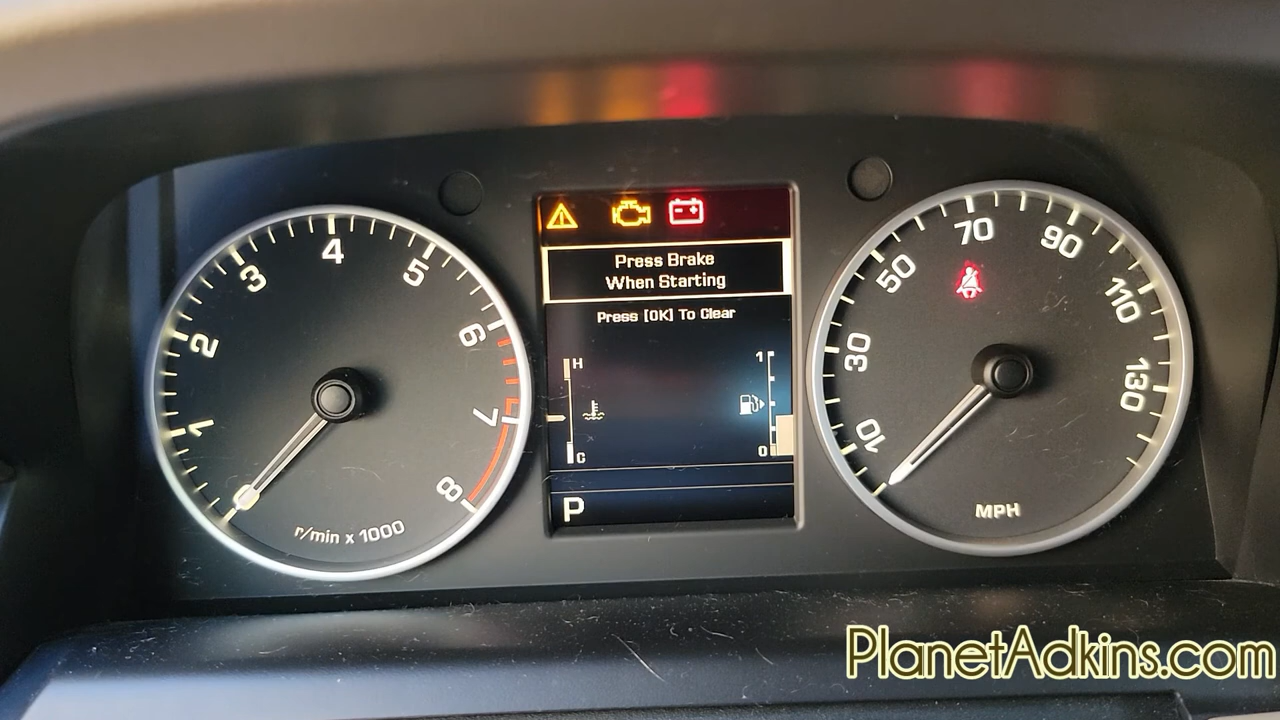 1
2
3
4
5
6
7
8
r/min x 1000
Press Brake
When Starting
Press [OK] To Clear
H
C
1
0
P
10
30
50
70
90
110
130
MPH
PlanetAdkins.com